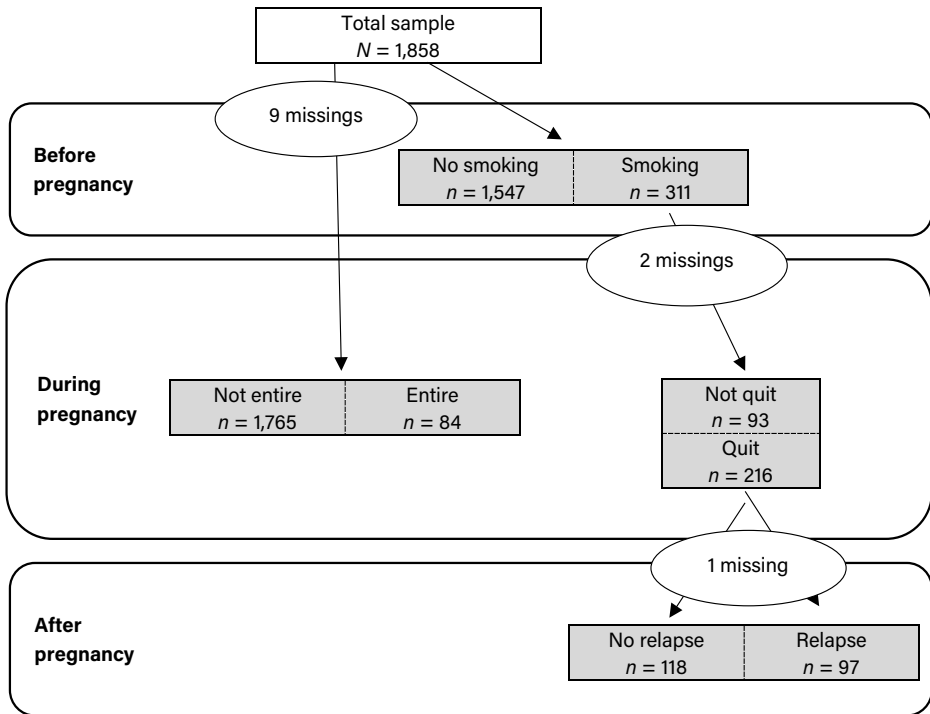 Total sample
N = 1,858
9 missings
Before
pregnancy
No smoking
n = 1,547
Smoking
n = 311
2 missings
During
pregnancy
Not entire
n = 1,765
Entire
n = 84
Not quit
n = 93
Quit
n = 216
1 missing
After
pregnancy
No relapse
n = 118
Relapse
n = 97